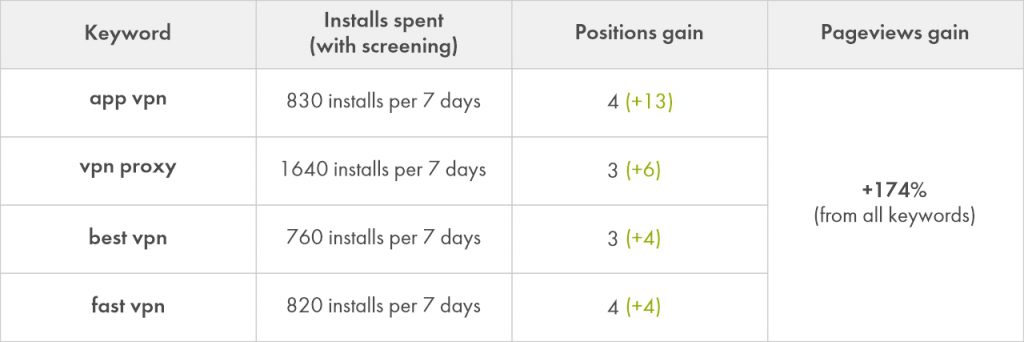 Keyword
Installs spent
(with screening)
Positions gain
Pageviews gain
app vpn
830 installs per 7 days
4 (+13)
vpn proxy
1640 installs per 7 days
3 (+6)
+174%
(from all keywords)
best vpn
760 installs per 7 days
3 (+4)
fast vpn
820 installs per 7 days
4 (+4)